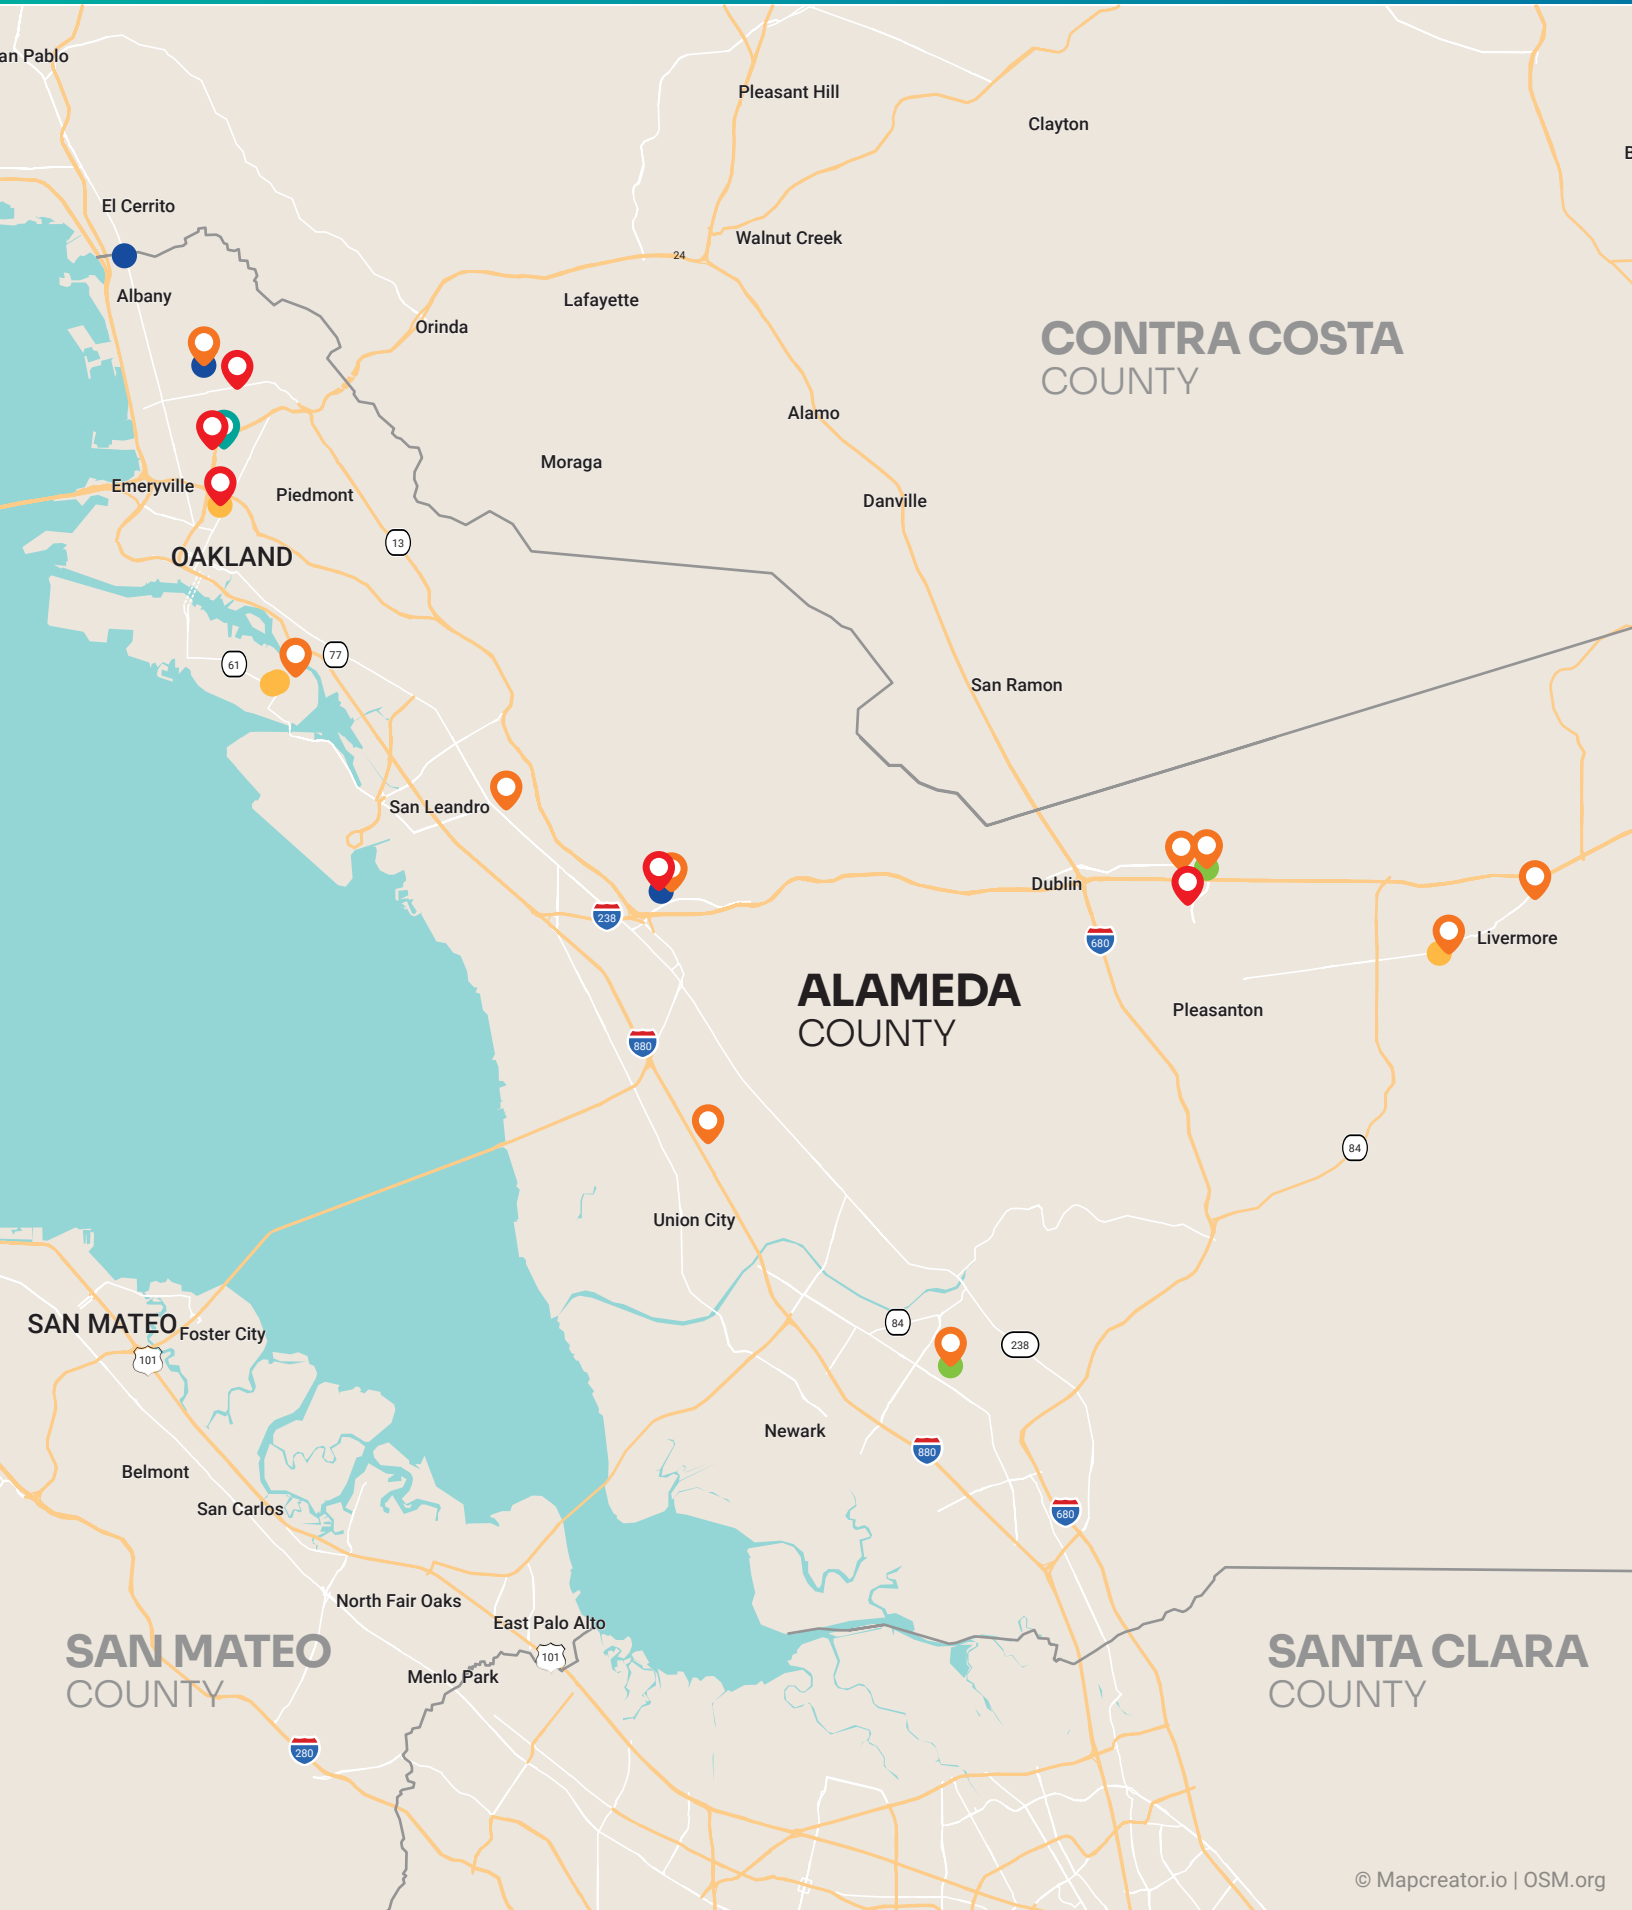 an Pablo
Pleasant Hill
Clayton
B
El Cerrito
Walnut Creek
24
Albany
Lafayette
Orinda
CONTRA COSTA
COUNTY
Alamo
Moraga
Emeryville
Piedmont
Danville
13
OAKLAND
77
61
San Ramon
San Leandro
Dublin
238
680
Livermore
ALAMEDA
COUNTY
Pleasanton
880
84
Union City
SAN MATEO
Foster City
84
238
101
Newark
880
Belmont
San Carlos
680
North Fair Oaks
East Palo Alto
SAN MATEO
COUNTY
101
Menlo Park
SANTA CLARA
COUNTY
280
© Mapcreator.io | OSM.org